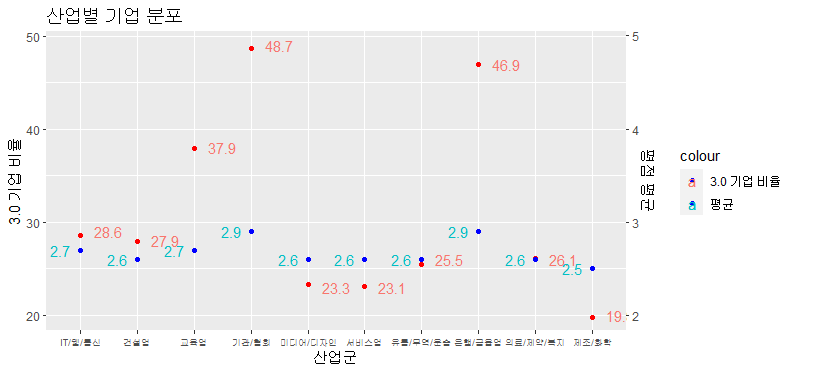 산업별 기업 분포
50
40
30
20
3.0 기업 비율
5
4
3
2
평점 평균
48.7
46.9
37.9
28.6
27.9
25.5
26.1
23.3
23.1
19.
2.7
2.6
2.7
2.9
2.6
2.6
2.6
2.9
2.6
2.5
IT/웹/통신
건설업
교육업
기관/협회
미디어/디자인
서비스업
유통/무역/운송
은행/금융업
의료/제약/복지
제조/화학
산업군
colour
a 3.0 기업 비율
a 평균